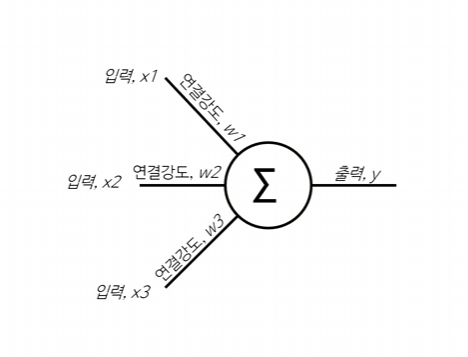 입력, x1
연결강도, w1
입력, x2
연결강도, w2
Σ
출력, y
연결강도, w3
입력, x3